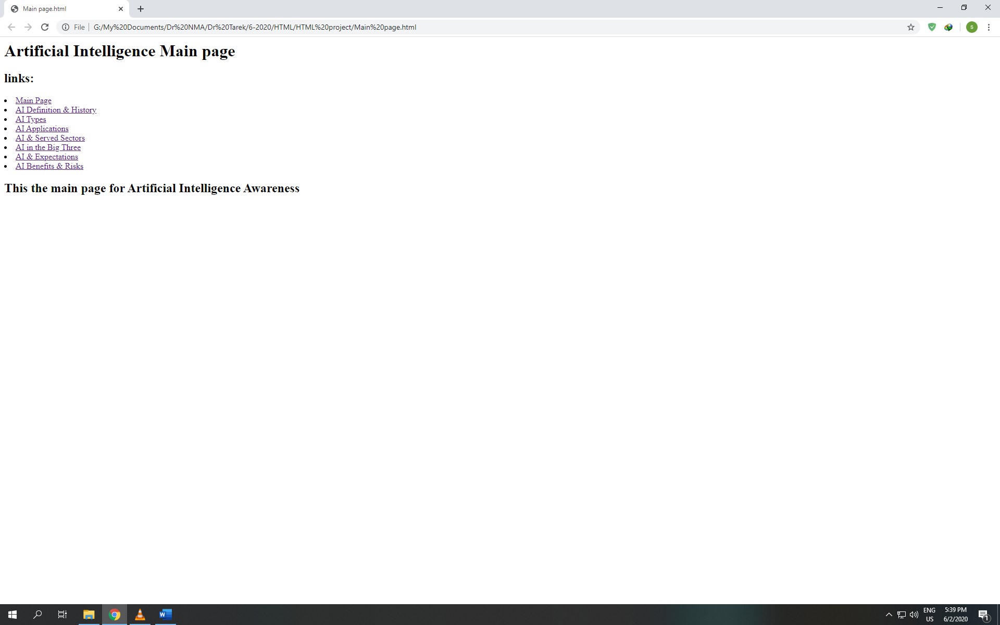 Main page.html
File
G:/My%20Documents/Dr%20NMA/Dr%20Tarek/6-2020/HTML/HTML%20project/Main%20page.html
S
Artificial Intelligence Main page
links:
Main Page
AI Definition & History
AI Types
AI Applications
AI & Served Sectors
AI in the Big Three
AI & Expectations
AI Benefits & Risks
This the main page for Artificial Intelligence Awareness
W
ENG
US
5:39 PM
6/2/2020
1